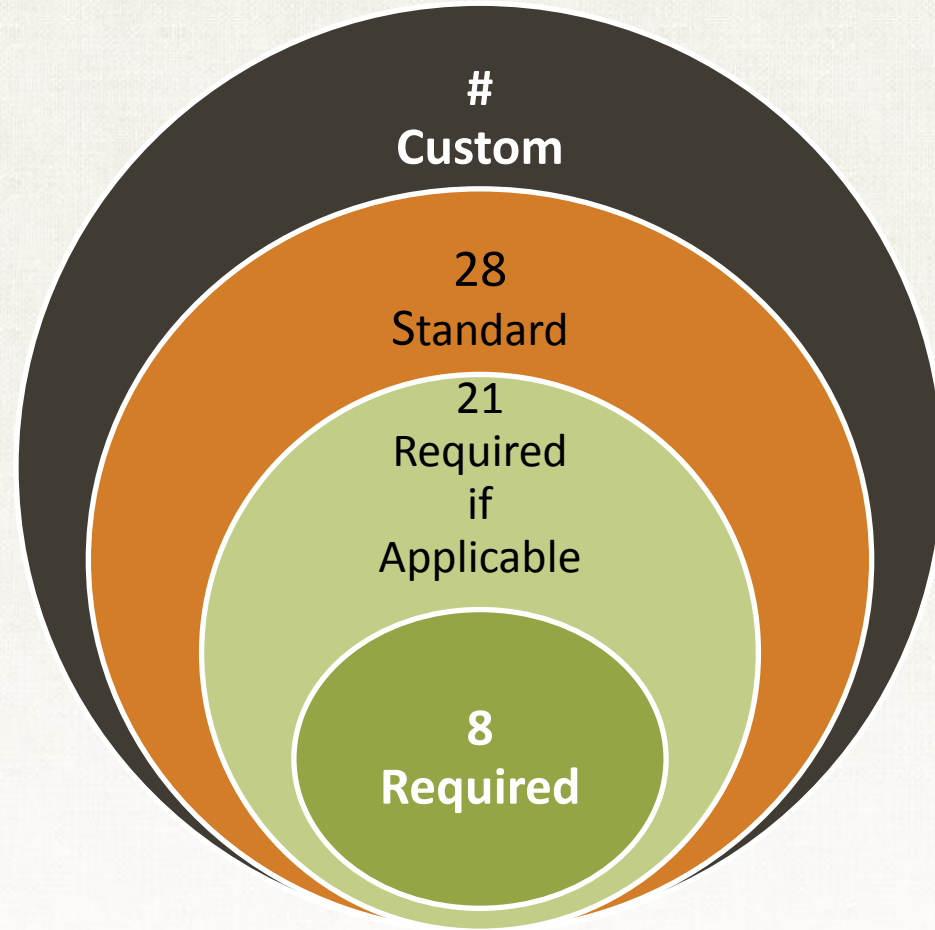 #
Custom
28
Standard
21
Required
if
Applicable
8
Required